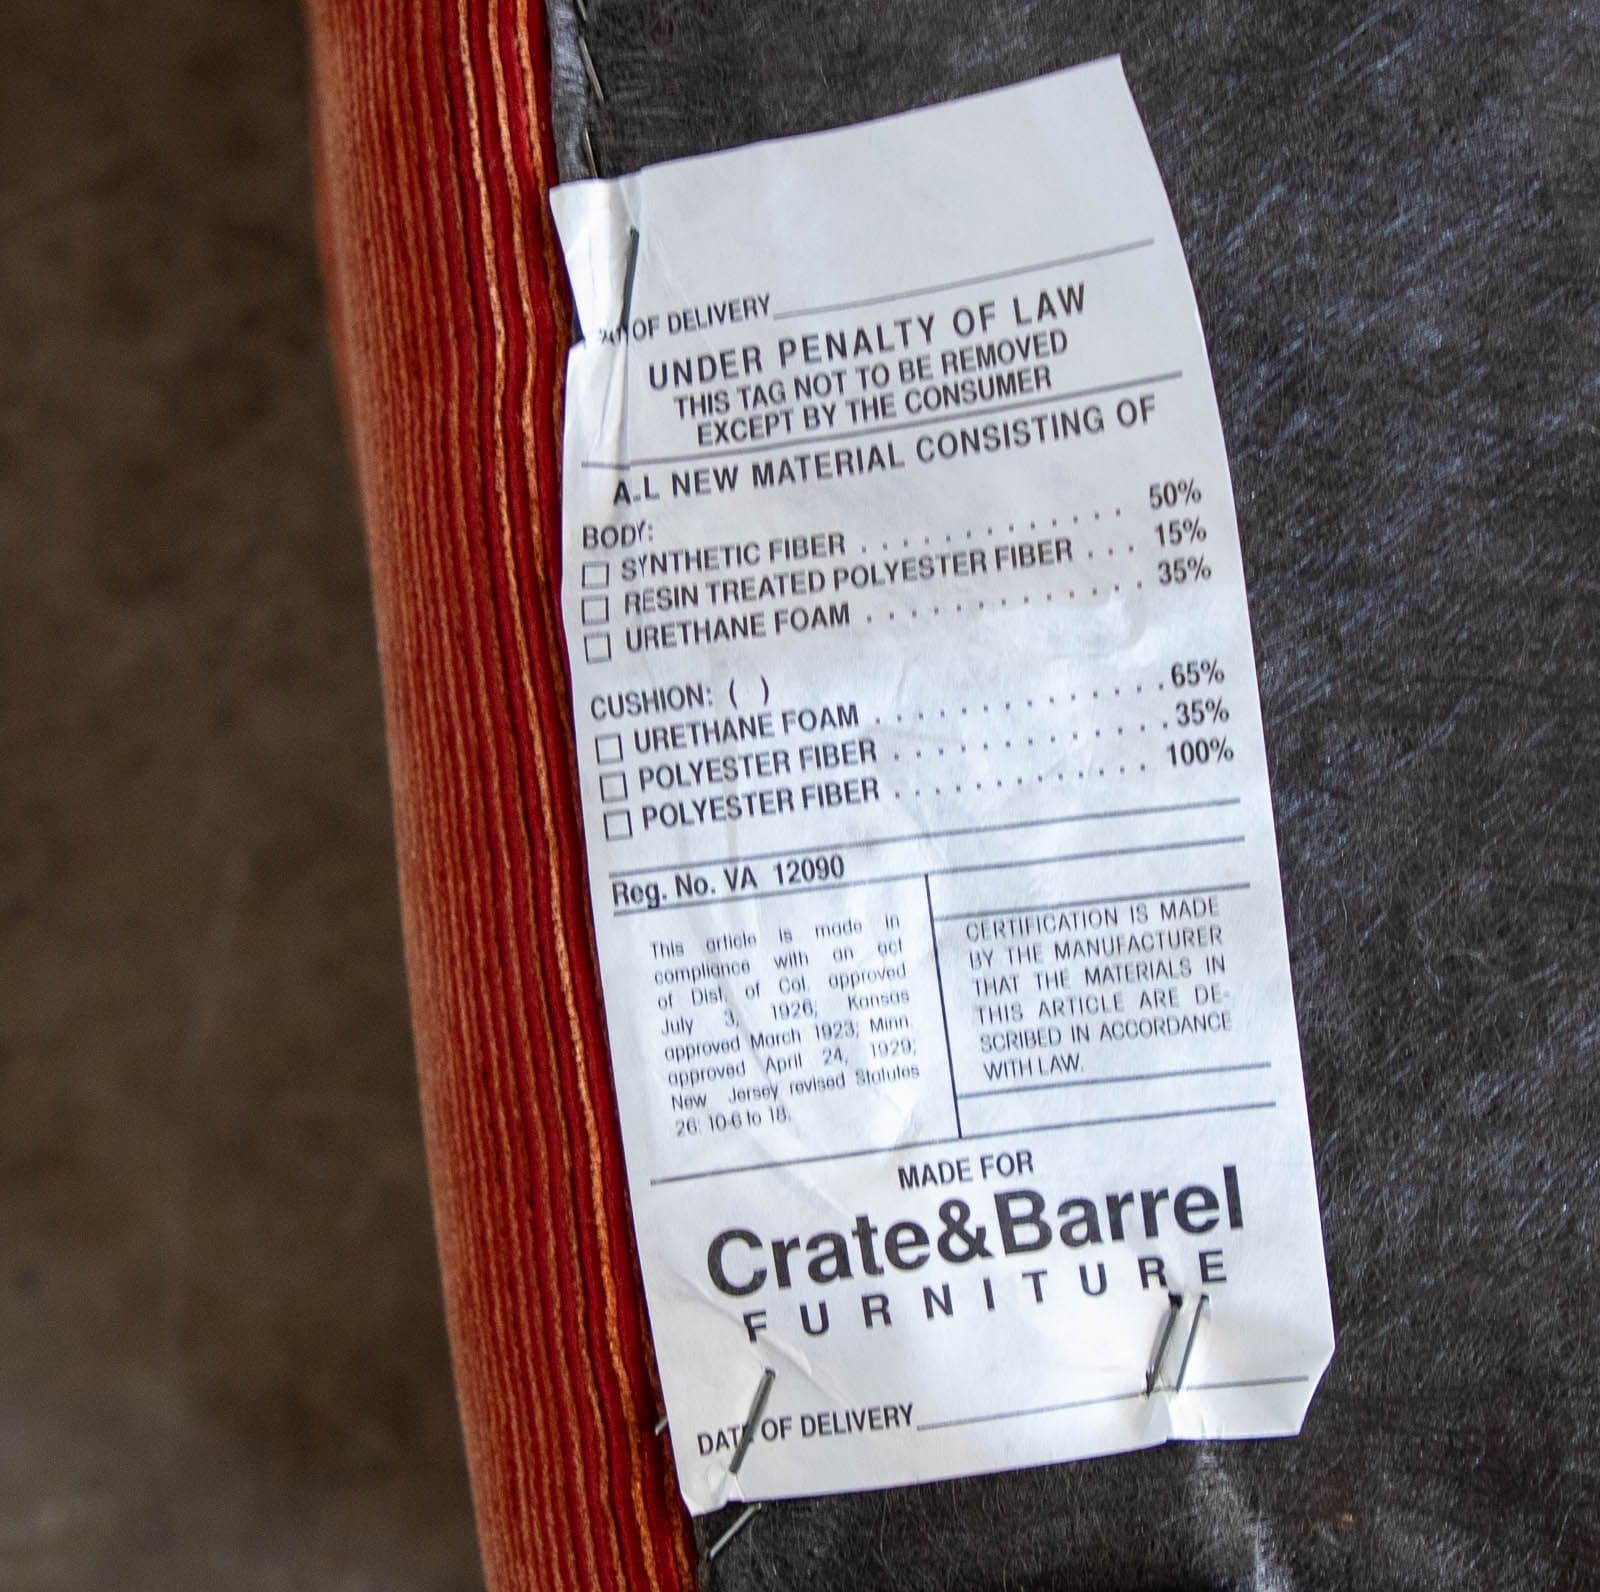 OF DELIVERY
UNDER PENALTY OF LAW
THIS TAG NOT TO BE REMOVED
EXCEPT BY THE CONSUMER
ALL NEW MATERIAL CONSISTING OF
BODY:
SYNTHETIC FIBER . . . . . . . . . . 50%
RESIN TREATED POLYESTER FIBER . . . 15%
URETHANE FOAM . . . . . . . . . . . . 35%
CUSHION: ( )
URETHANE FOAM . . . . . . . . . . . . 65%
POLYESTER FIBER . . . . . . . . . . . . 35%
POLYESTER FIBER . . . . . . . . . . . 100%
Reg. No. VA 12090
This article is made in
compliance with an act
of Dist. of Col. approved
July 3, 1926; Kansas
approved March 1923; Minn.
approved April 24, 1929;
New Jersey revised Statutes
26: 10-6 to 18.
CERTIFICATION IS MADE
BY THE MANUFACTURER
THAT THE MATERIALS IN
THIS ARTICLE ARE DE-
SCRIBED IN ACCORDANCE
WITH LAW.
MADE FOR
Crate&Barrel
FURNITURE
DATE OF DELIVERY